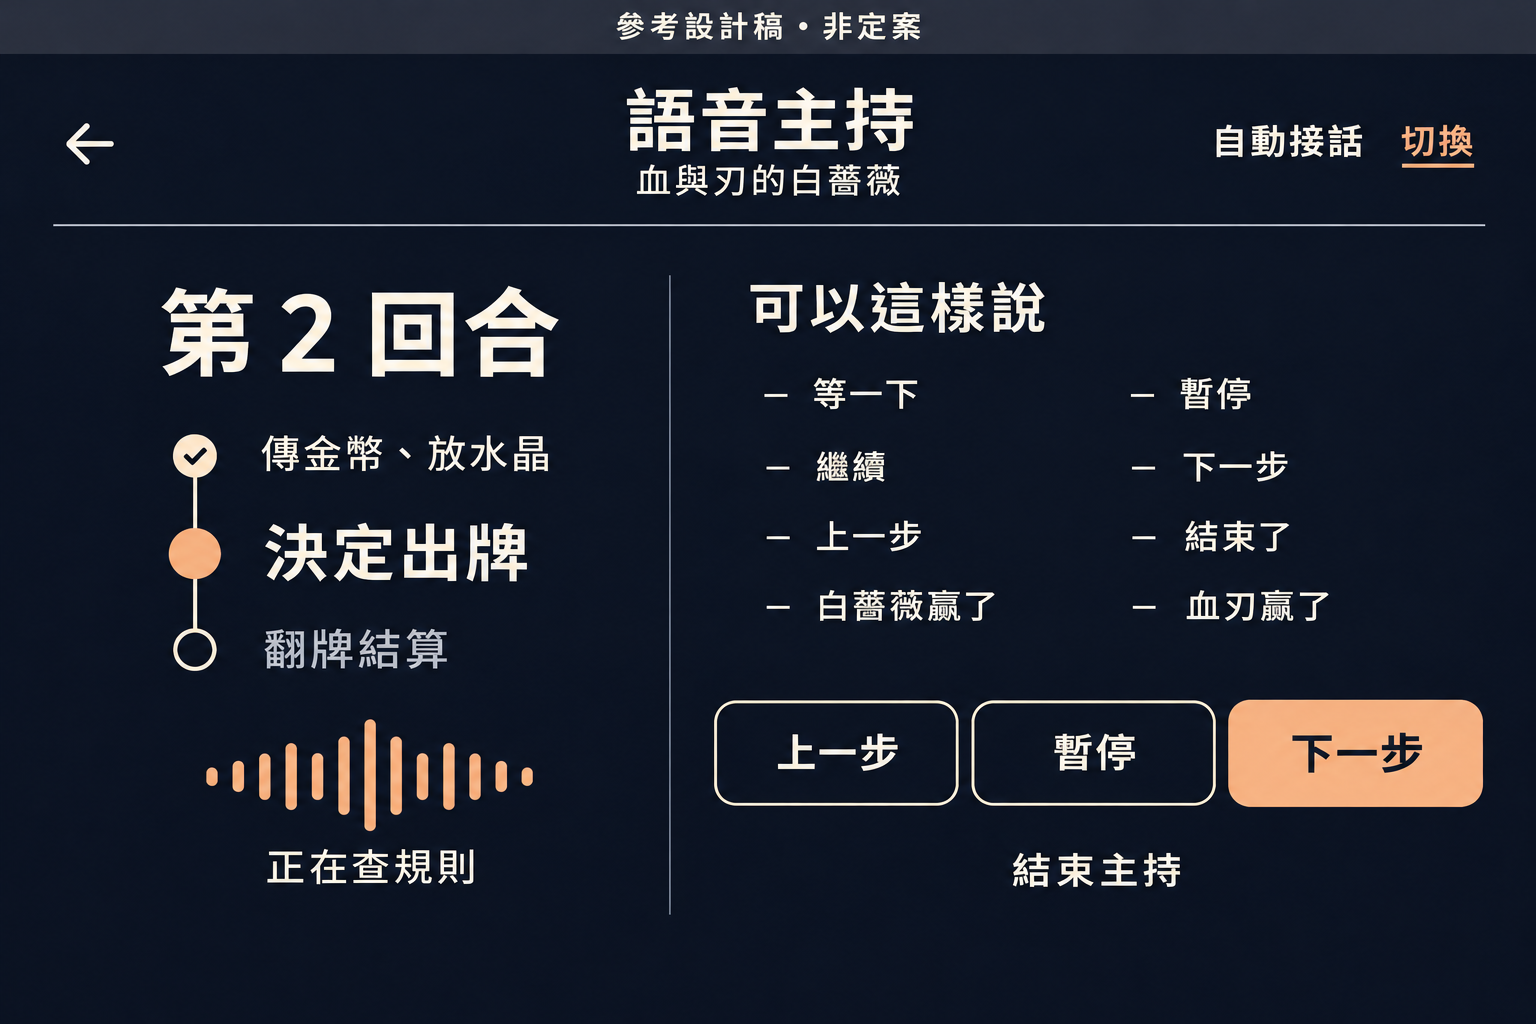 參考設計稿・非定案
語音主持
血與刃的白薔薇
自動接話 切換
第 2 回合
傳金幣、放水晶
決定出牌
翻牌結算
正在查規則
可以這樣說
– 等一下
– 暫停
– 繼續
– 下一步
– 上一步
– 結束了
– 白薔薇贏了
– 血刃贏了
上一步
暫停
下一步
結束主持